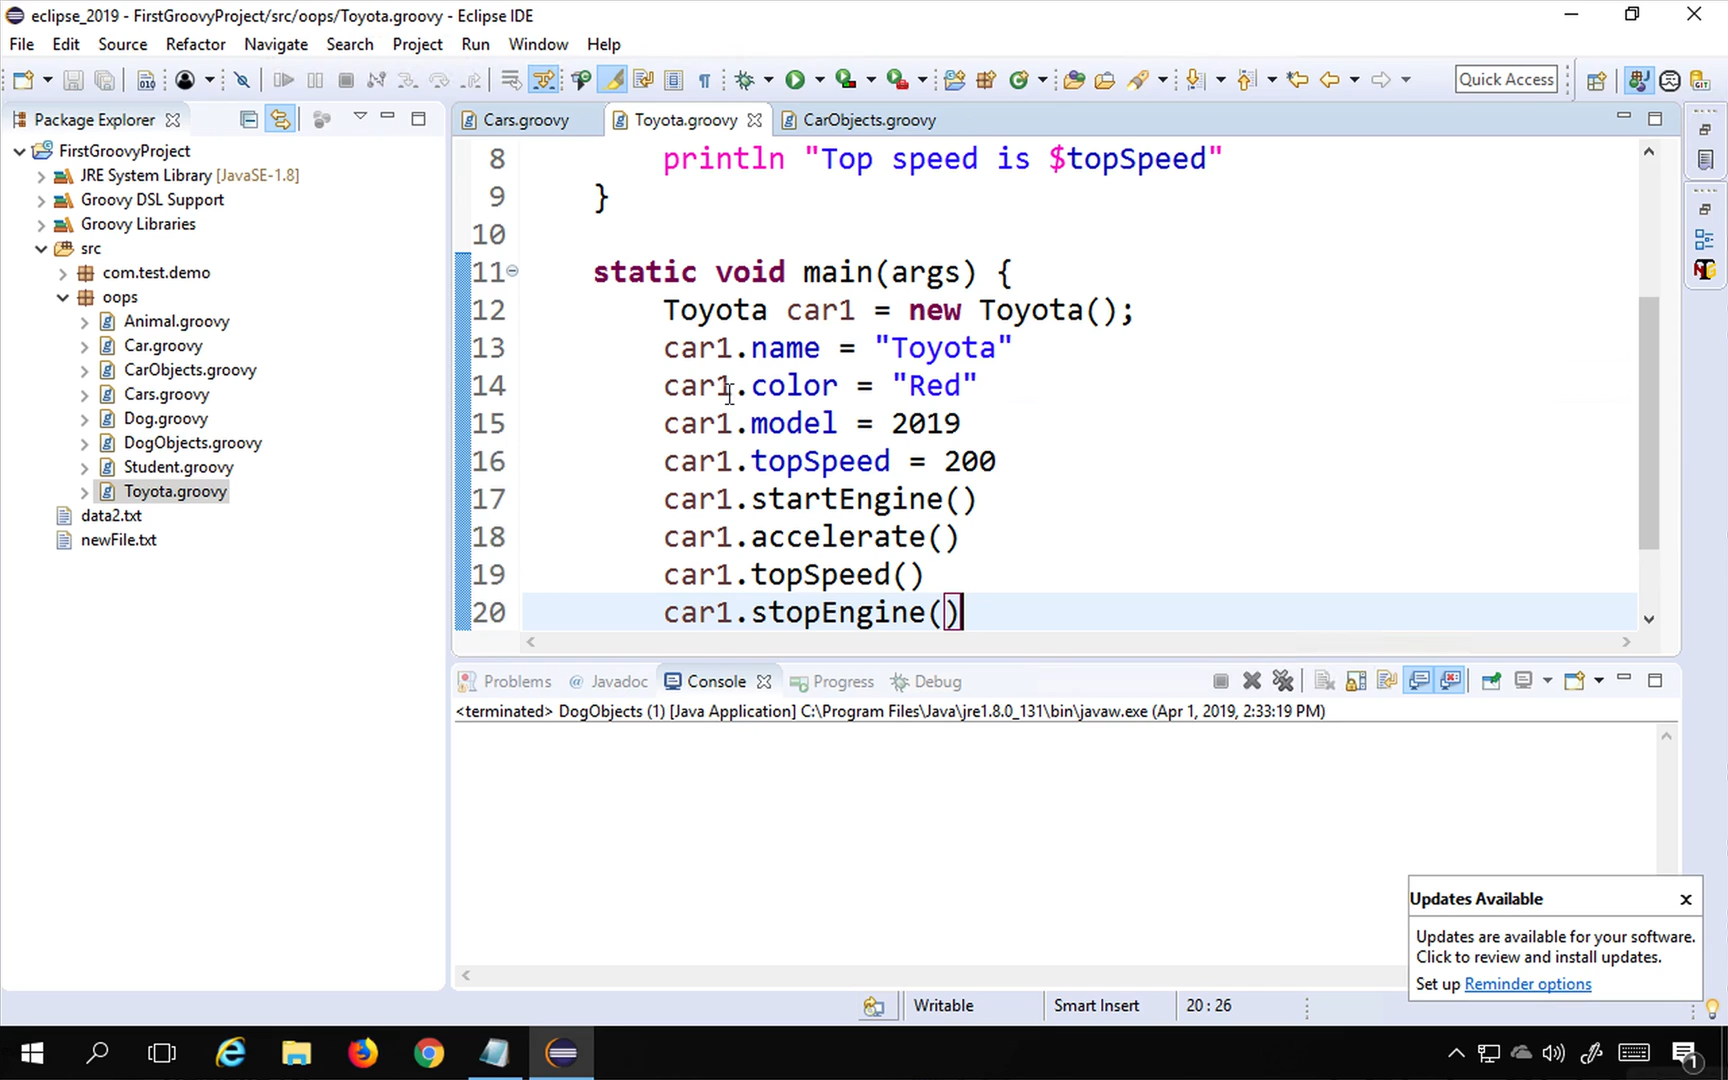 eclipse_2019 - FirstGroovyProject/src/oops/Toyota.groovy - Eclipse IDE
File Edit Source Refactor Navigate Search Project Run Window Help
Quick Access
Package Explorer
Cars.groovy
Toyota.groovy
CarObjects.groovy
FirstGroovyProject
JRE System Library [JavaSE-1.8]
Groovy DSL Support
Groovy Libraries
src
com.test.demo
oops
Animal.groovy
Car.groovy
CarObjects.groovy
Cars.groovy
Dog.groovy
DogObjects.groovy
Student.groovy
Toyota.groovy
data2.txt
newFile.txt
8 println "Top speed is $topSpeed"
9 }
10
11 static void main(args) {
12 Toyota car1 = new Toyota();
13 car1.name = "Toyota"
14 car1.color = "Red"
15 car1.model = 2019
16 car1.topSpeed = 200
17 car1.startEngine()
18 car1.accelerate()
19 car1.topSpeed()
20 car1.stopEngine()
Problems @ Javadoc Console Progress Debug
<terminated> DogObjects (1) [Java Application] C:\Program Files\Java\jre1.8.0_131\bin\javaw.exe (Apr 1, 2019, 2:33:19 PM)
Updates Available
Updates are available for your software.
Click to review and install updates.
Set up Reminder options
Writable Smart Insert 20 : 26
1